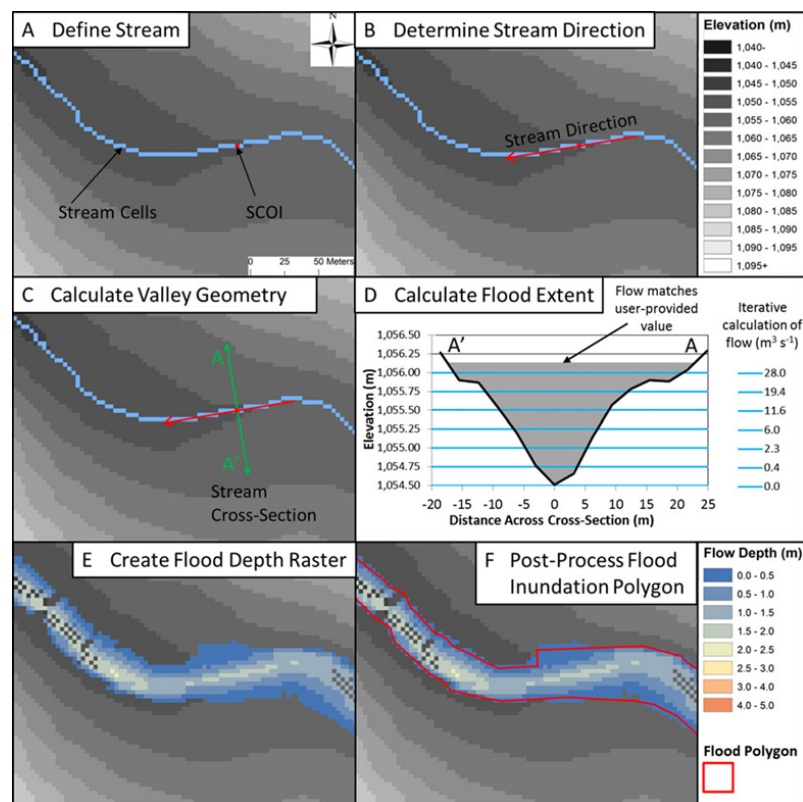 A Define Stream
N
Stream Cells
SCOI
0 25 50 Meters
B Determine Stream Direction
Stream Direction
Elevation (m)
1,040-
1,040 - 1,045
1,045 - 1,050
1,050 - 1,055
1,055 - 1,060
1,060 - 1,065
1,065 - 1,070
1,070 - 1,075
1,075 - 1,080
1,080 - 1,085
1,085 - 1,090
1,090 - 1,095
1,095+
C Calculate Valley Geometry
A
A'
Stream
Cross-Section
D Calculate Flood Extent
Flow matches
user-provided
value
Iterative
calculation of
flow (m³ s⁻¹)
A' A
Elevation (m)
1,056.50
1,056.25
1,056.00
1,055.75
1,055.50
1,055.25
1,055.00
1,054.75
1,054.50
-20 -15 -10 -5 0 5 10 15 20 25
Distance Across Cross-Section (m)
28.0
19.4
11.6
6.0
2.3
0.4
0.0
E Create Flood Depth Raster
F Post-Process Flood
Inundation Polygon
Flow Depth (m)
0.0 - 0.5
0.5 - 1.0
1.0 - 1.5
1.5 - 2.0
2.0 - 2.5
2.5 - 3.0
3.0 - 4.0
4.0 - 5.0
Flood Polygon